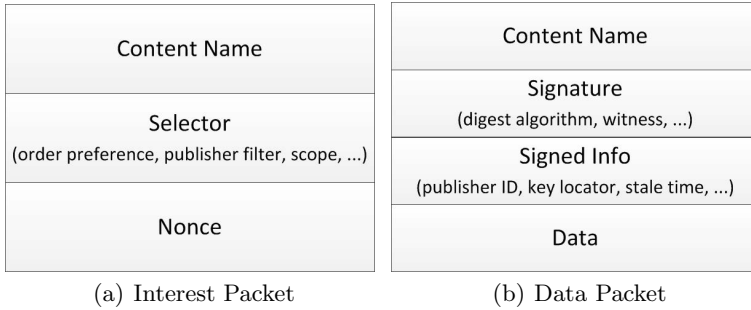 Content Name
Selector
(order preference, publisher filter, scope, ...)
Nonce
(a) Interest Packet
Content Name
Signature
(digest algorithm, witness, ...)
Signed Info
(publisher ID, key locator, stale time, ...)
Data
(b) Data Packet